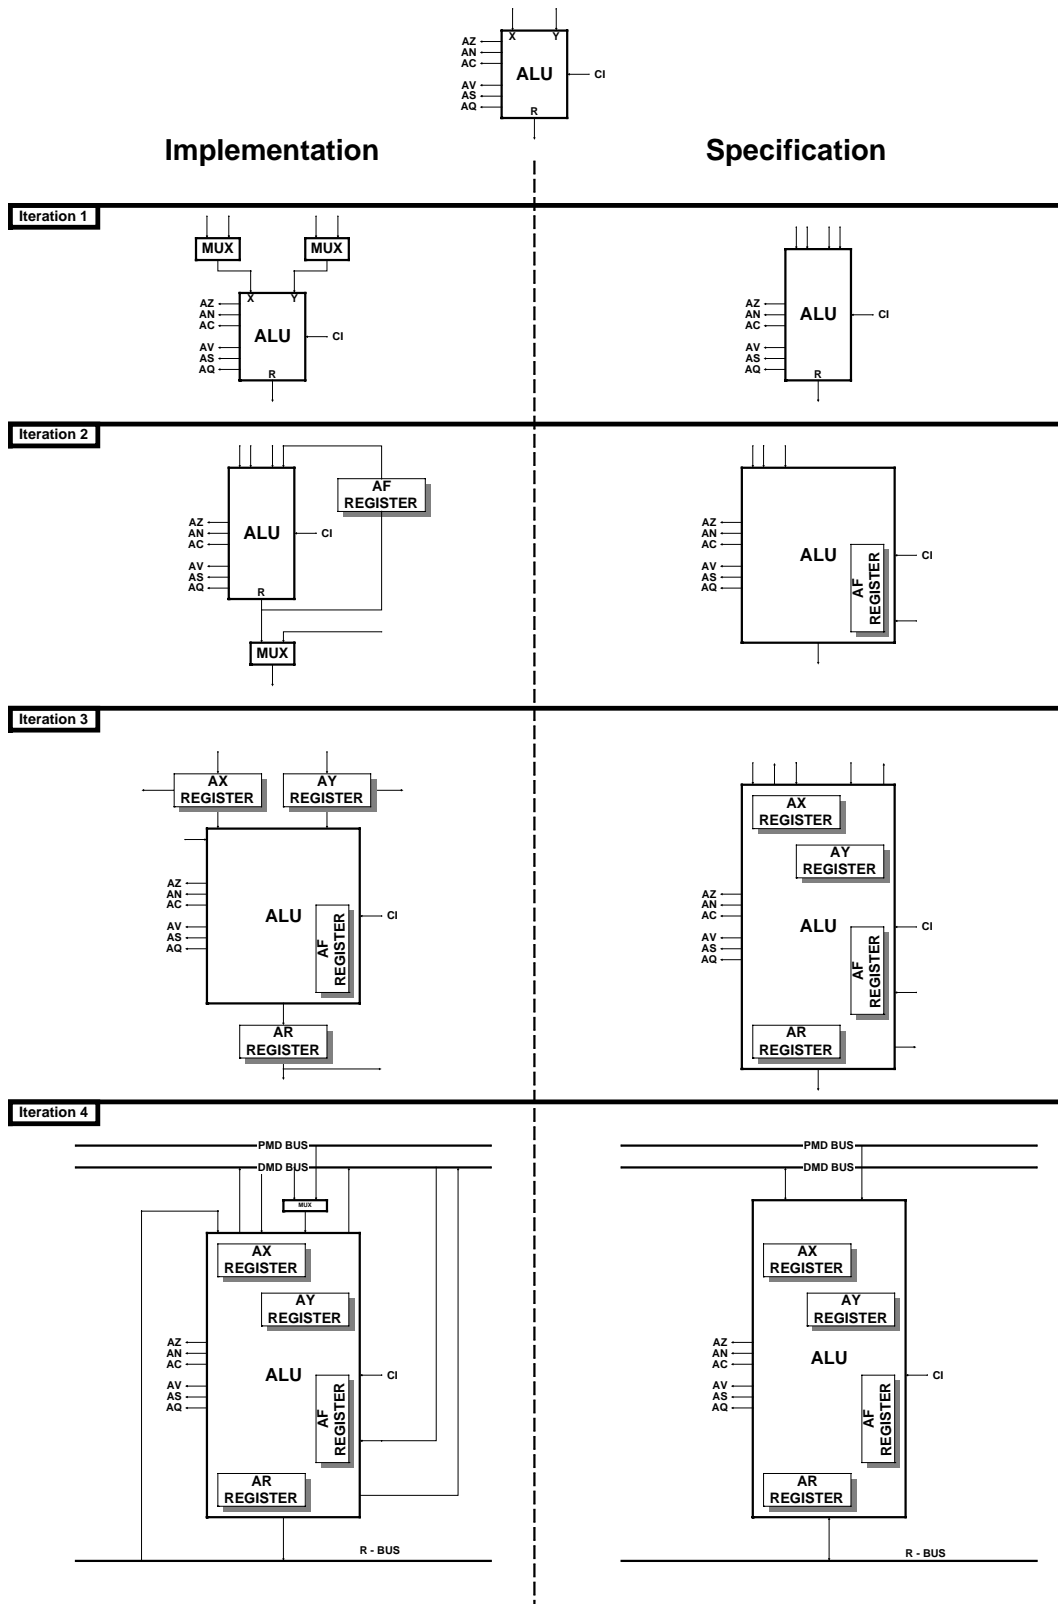 X Y
AZ
AN
AC
ALU
CI
AV
AS
AQ
R
Implementation
Specification
Iteration 1
MUX
MUX
X Y
AZ
AN
AC
ALU
CI
AV
AS
AQ
R
AZ
AN
AC
ALU
CI
AV
AS
AQ
R
Iteration 2
AF
REGISTER
AZ
AN
AC
ALU
CI
AV
AS
AQ
R
MUX
AZ
AN
AC
ALU
CI
AV
AS
AQ
AF
REGISTER
Iteration 3
AX
REGISTER
AY
REGISTER
AZ
AN
AC
ALU
CI
AV
AS
AQ
AF
REGISTER
AR
REGISTER
AX
REGISTER
AY
REGISTER
AZ
AN
AC
ALU
CI
AV
AS
AQ
AF
REGISTER
AR
REGISTER
Iteration 4
PMD BUS
DMD BUS
MUX
AX
REGISTER
AY
REGISTER
AZ
AN
AC
ALU
CI
AV
AS
AQ
AF
REGISTER
AR
REGISTER
R - BUS
PMD BUS
DMD BUS
AX
REGISTER
AY
REGISTER
AZ
AN
AC
ALU
CI
AV
AS
AQ
AF
REGISTER
AR
REGISTER
R - BUS